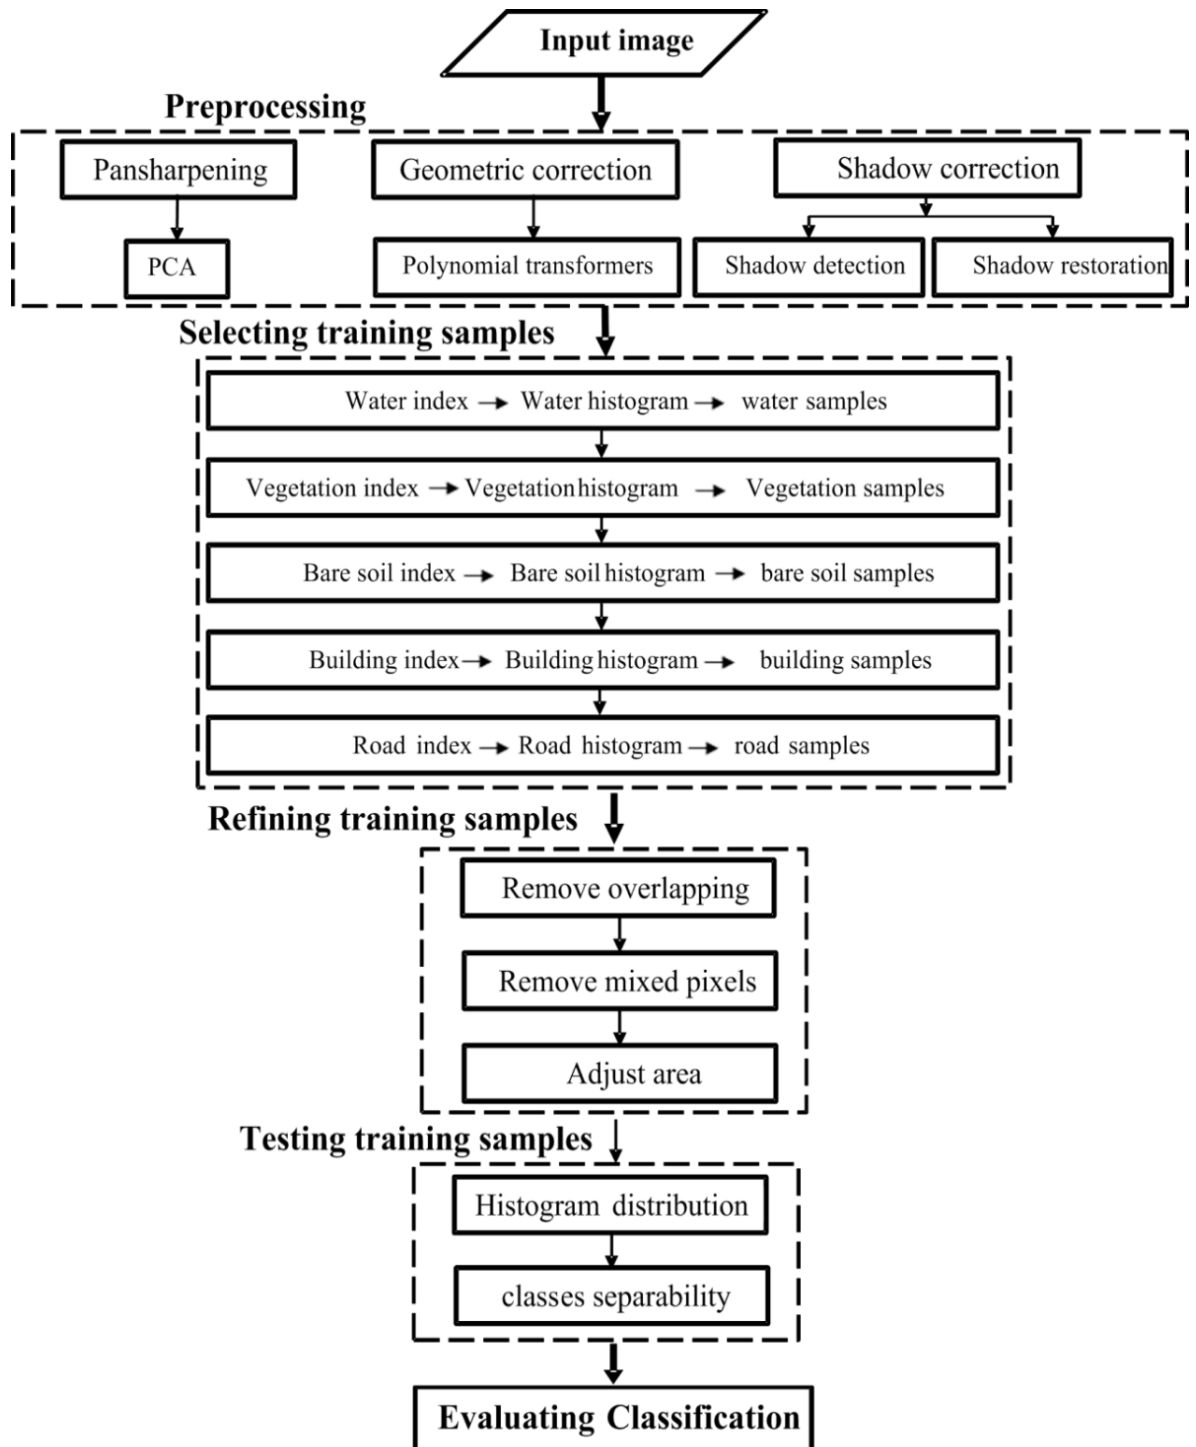 Input image
Preprocessing
Pansharpening
Geometric correction
Shadow correction
PCA
Polynomial transformers
Shadow detection
Shadow restoration
Selecting training samples
Water index → Water histogram → water samples
Vegetation index → Vegetation histogram → Vegetation samples
Bare soil index → Bare soil histogram → bare soil samples
Building index → Building histogram → building samples
Road index → Road histogram → road samples
Refining training samples
Remove overlapping
Remove mixed pixels
Adjust area
Testing training samples
Histogram distribution
classes separability
Evaluating Classification